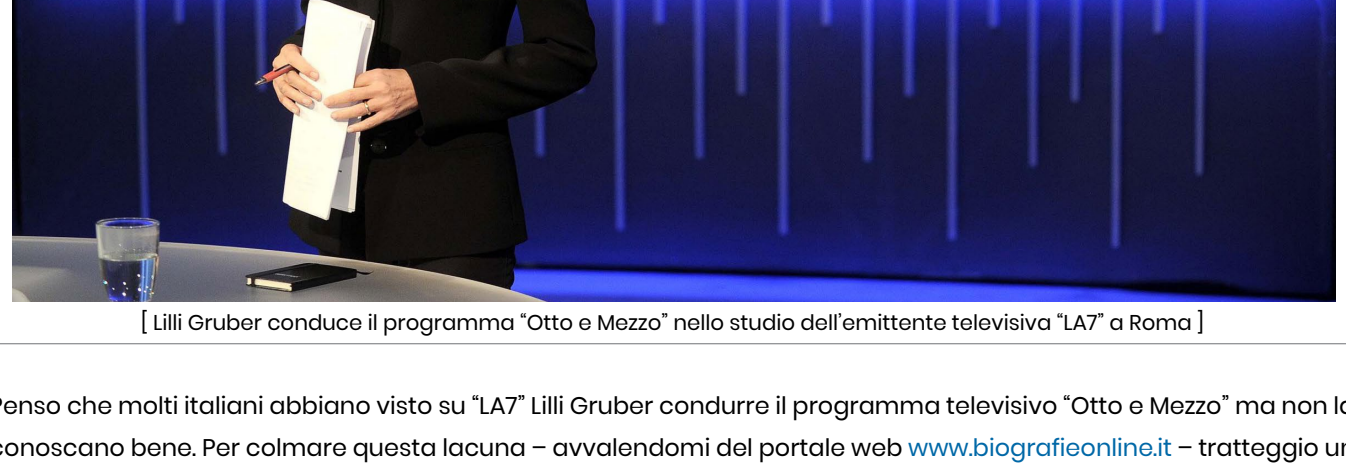 [ Lilli Gruber conduce il programma “Otto e Mezzo” nello studio dell’emittente televisiva “LA7” a Roma ]
Penso che molti italiani abbiano visto su “LA7” Lilli Gruber condurre il programma televisivo “Otto e Mezzo” ma non la
conoscano bene. Per colmare questa lacuna – avvalendomi del portale web www.biografieonline.it – tratteggio un